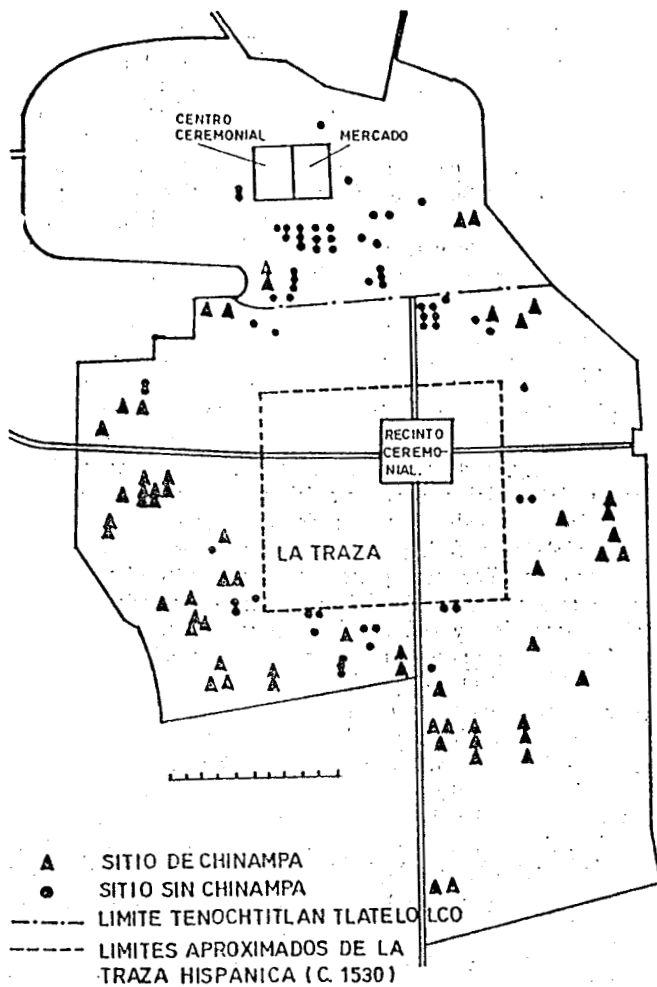 CENTRO
CEREMONIAL
MERCADO
RECINTO
CEREMO-
NIAL.
LA TRAZA
SITIO DE CHINAMPA
SITIO SIN CHINAMPA
LIMITE TENOCHTITLAN TLATELOLCO
LIMITES APROXIMADOS DE LA
TRAZA HISPANICA (C. 1530)